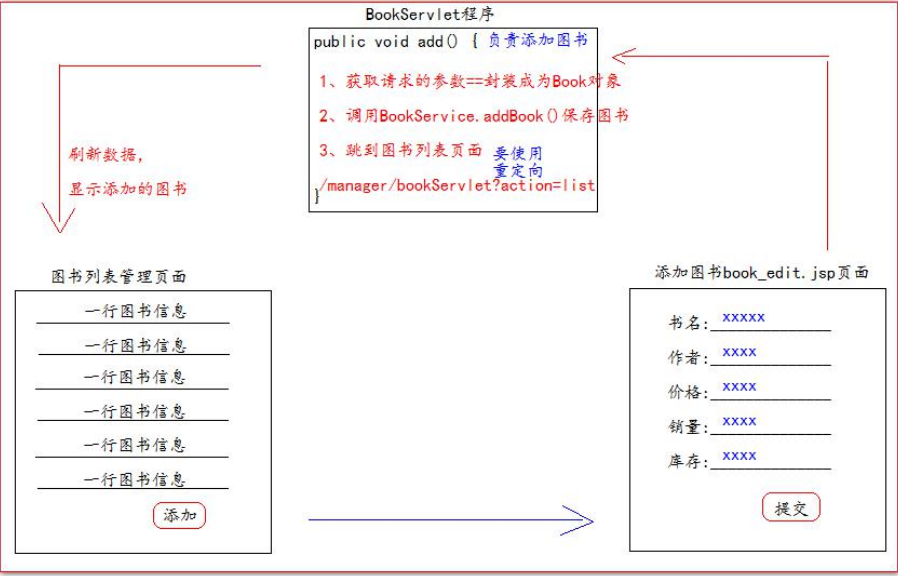 BookServlet程序
public void add() { 负责添加图书
1、获取请求的参数==封装成为Book对象
2、调用BookService.addBook()保存图书
3、跳到图书列表页面 要使用
重定向
/manager/bookServlet?action=list
}
刷新数据,
显示添加的图书
图书列表管理页面
一行图书信息
一行图书信息
一行图书信息
一行图书信息
一行图书信息
一行图书信息
添加
添加图书book_edit.jsp页面
书名:xxxxx
作者:xxxx
价格:xxxx
销量:xxxx
库存:xxxx
提交